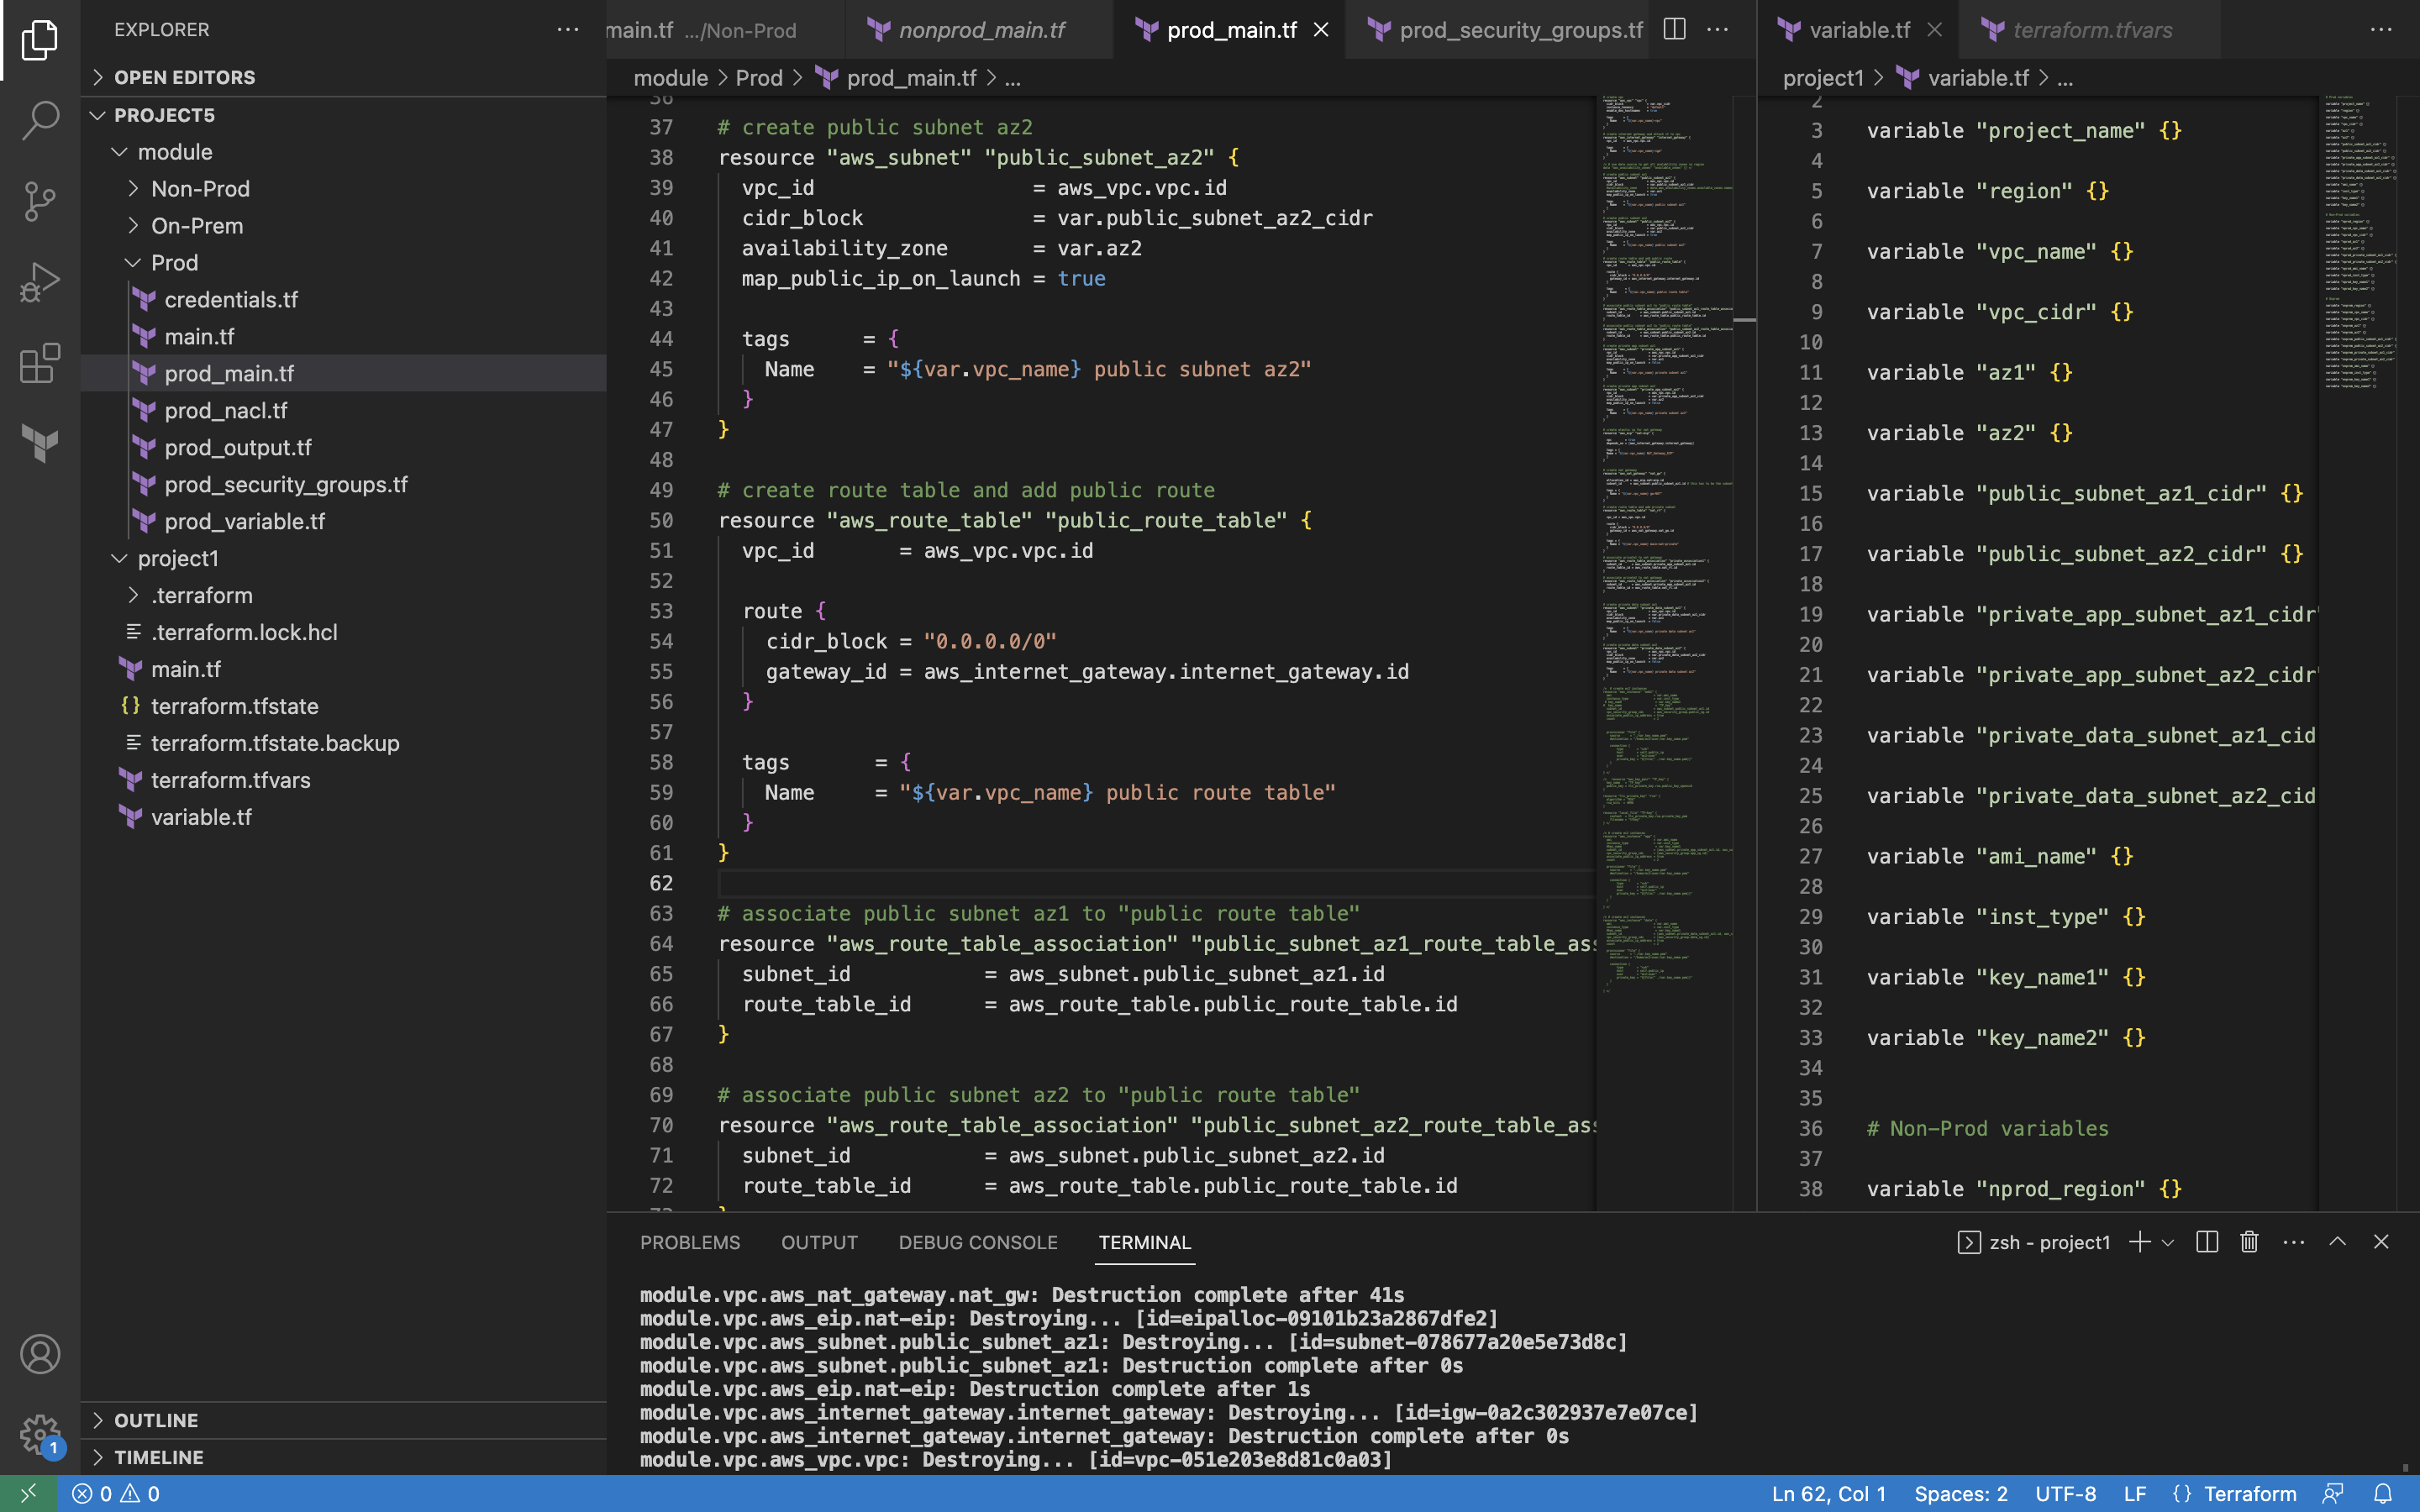 EXPLORER
OPEN EDITORS
PROJECT5
module
Non-Prod
On-Prem
Prod
credentials.tf
main.tf
prod_main.tf
prod_nacl.tf
prod_output.tf
prod_security_groups.tf
prod_variable.tf
project1
.terraform
.terraform.lock.hcl
main.tf
terraform.tfstate
terraform.tfstate.backup
terraform.tfvars
variable.tf
OUTLINE
TIMELINE
1
main.tf .../Non-Prod
nonprod_main.tf
prod_main.tf
prod_security_groups.tf
module > Prod > prod_main.tf > ...
36
37 # create public subnet az2
38 resource "aws_subnet" "public_subnet_az2" {
39 vpc_id = aws_vpc.vpc.id
40 cidr_block = var.public_subnet_az2_cidr
41 availability_zone = var.az2
42 map_public_ip_on_launch = true
43
44 tags = {
45 Name = "${var.vpc_name} public subnet az2"
46 }
47 }
48
49 # create route table and add public route
50 resource "aws_route_table" "public_route_table" {
51 vpc_id = aws_vpc.vpc.id
52
53 route {
54 cidr_block = "0.0.0.0/0"
55 gateway_id = aws_internet_gateway.internet_gateway.id
56 }
57
58 tags = {
59 Name = "${var.vpc_name} public route table"
60 }
61 }
62
63 # associate public subnet az1 to "public route table"
64 resource "aws_route_table_association" "public_subnet_az1_route_table_ass
65 subnet_id = aws_subnet.public_subnet_az1.id
66 route_table_id = aws_route_table.public_route_table.id
67 }
68
69 # associate public subnet az2 to "public route table"
70 resource "aws_route_table_association" "public_subnet_az2_route_table_ass
71 subnet_id = aws_subnet.public_subnet_az2.id
72 route_table_id = aws_route_table.public_route_table.id
73 }
variable.tf
terraform.tfvars
project1 > variable.tf > ...
2
3 variable "project_name" {}
4
5 variable "region" {}
6
7 variable "vpc_name" {}
8
9 variable "vpc_cidr" {}
10
11 variable "az1" {}
12
13 variable "az2" {}
14
15 variable "public_subnet_az1_cidr" {}
16
17 variable "public_subnet_az2_cidr" {}
18
19 variable "private_app_subnet_az1_cidr"
20
21 variable "private_app_subnet_az2_cidr"
22
23 variable "private_data_subnet_az1_cid
24
25 variable "private_data_subnet_az2_cid
26
27 variable "ami_name" {}
28
29 variable "inst_type" {}
30
31 variable "key_name1" {}
32
33 variable "key_name2" {}
34
35
36 # Non-Prod variables
37
38 variable "nprod_region" {}
PROBLEMS OUTPUT DEBUG CONSOLE TERMINAL
zsh - project1
module.vpc.aws_nat_gateway.nat_gw: Destruction complete after 41s
module.vpc.aws_eip.nat-eip: Destroying... [id=eipalloc-09101b23a2867dfe2]
module.vpc.aws_subnet.public_subnet_az1: Destroying... [id=subnet-078677a20e5e73d8c]
module.vpc.aws_subnet.public_subnet_az1: Destruction complete after 0s
module.vpc.aws_eip.nat-eip: Destruction complete after 1s
module.vpc.aws_internet_gateway.internet_gateway: Destroying... [id=igw-0a2c302937e7e07ce]
module.vpc.aws_internet_gateway.internet_gateway: Destruction complete after 0s
module.vpc.aws_vpc.vpc: Destroying... [id=vpc-051e203e8d81c0a03]
0 0
Ln 62, Col 1 Spaces: 2 UTF-8 LF {} Terraform